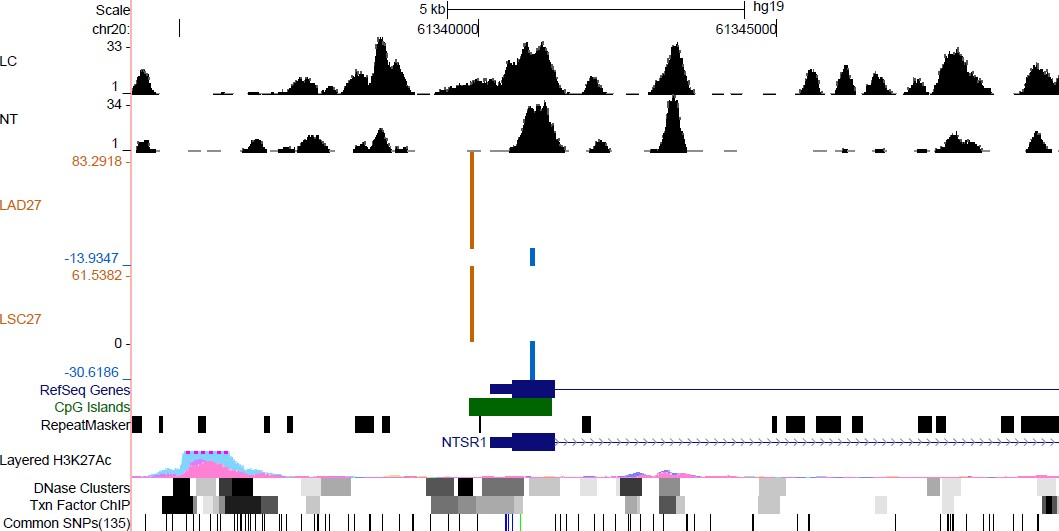 Scale 5 kb hg19
chr20: 61340000 61345000
33
LC
1
34
NT
1
83.2918
LAD27
-13.9347
61.5382
LSC27
0
-30.6186
RefSeq Genes
CpG Islands
RepeatMasker
NTSR1
Layered H3K27Ac
DNase Clusters
Txn Factor ChIP
Common SNPs(135)